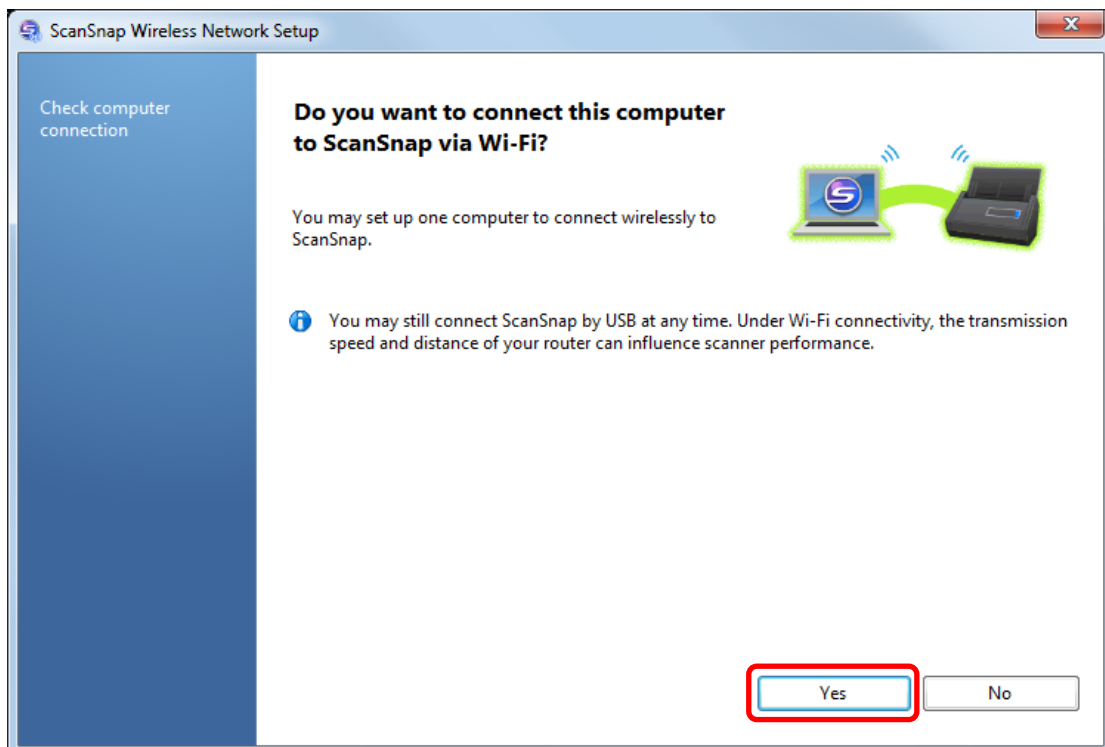 ScanSnap Wireless Network Setup
Check computer
connection
Do you want to connect this computer
to ScanSnap via Wi-Fi?
You may set up one computer to connect wirelessly to
ScanSnap.
You may still connect ScanSnap by USB at any time. Under Wi-Fi connectivity, the transmission
speed and distance of your router can influence scanner performance.
Yes
No